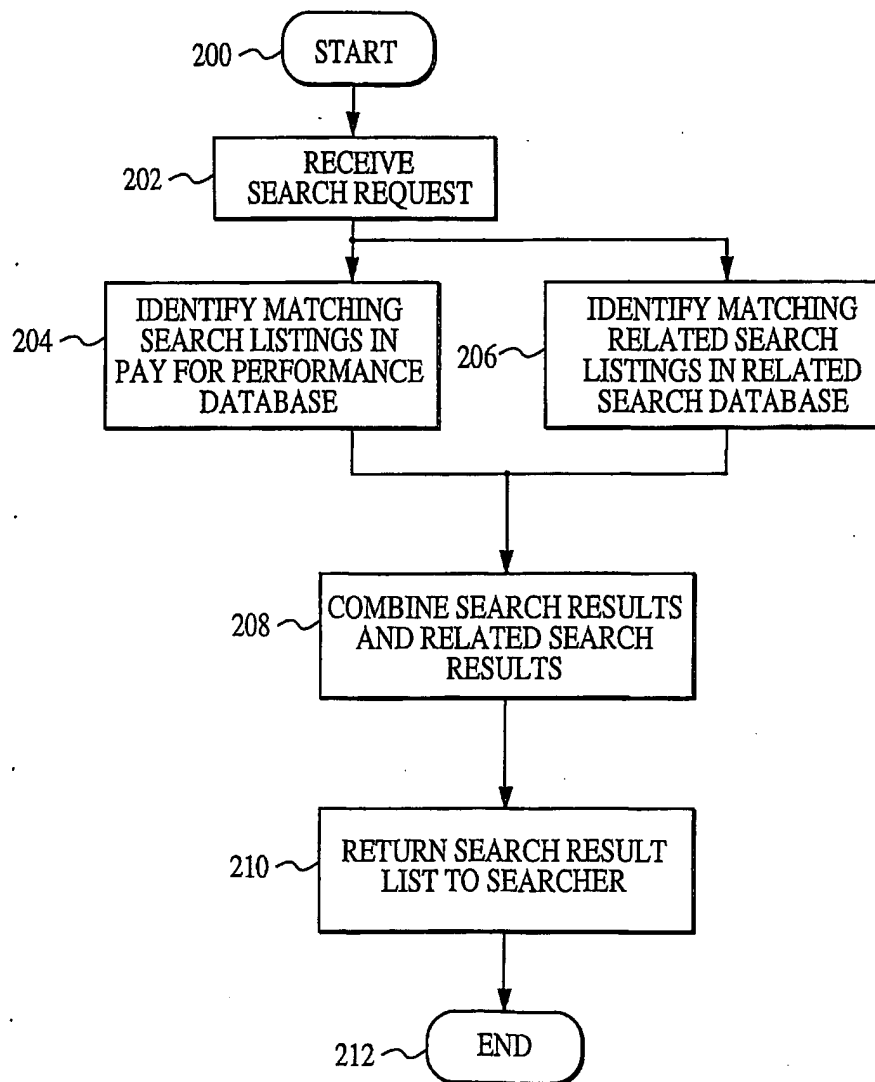 200
START
202
RECEIVE
SEARCH REQUEST
204
IDENTIFY MATCHING
SEARCH LISTINGS IN
PAY FOR PERFORMANCE
DATABASE
206
IDENTIFY MATCHING
RELATED SEARCH
LISTINGS IN RELATED
SEARCH DATABASE
208
COMBINE SEARCH RESULTS
AND RELATED SEARCH
RESULTS
210
RETURN SEARCH RESULT
LIST TO SEARCHER
212
END